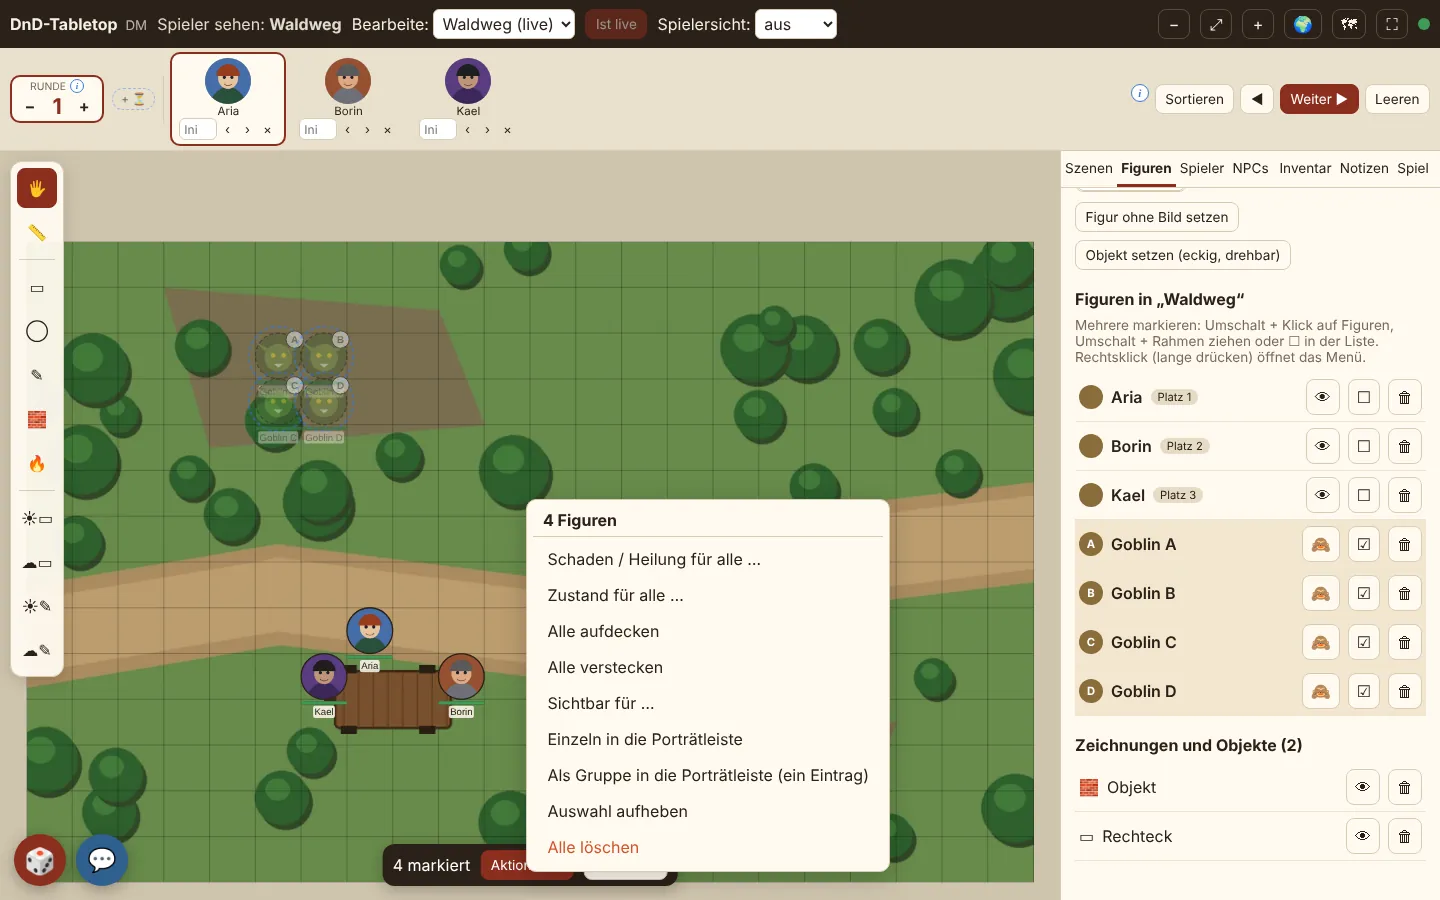 DnD-Tabletop DM Spieler sehen: Waldweg Bearbeite: Waldweg (live) Ist live Spielersicht: aus
RUNDE i
− 1 +
+
Aria
Ini ‹ › ×
Borin
Ini ‹ › ×
Kael
Ini ‹ › ×
i Sortieren ◀ Weiter ▶ Leeren
Szenen Figuren Spieler NPCs Inventar Notizen Spiel
Figur ohne Bild setzen
Objekt setzen (eckig, drehbar)
Figuren in „Waldweg“
Mehrere markieren: Umschalt + Klick auf Figuren,
Umschalt + Rahmen ziehen oder ☐ in der Liste.
Rechtsklick (lange drücken) öffnet das Menü.
Aria Platz 1
Borin Platz 2
Kael Platz 3
A Goblin A
B Goblin B
C Goblin C
D Goblin D
Zeichnungen und Objekte (2)
Objekt
Rechteck
A B
C D
Goblin C Goblin D
Aria
Kael
Borin
4 Figuren
Schaden / Heilung für alle ...
Zustand für alle ...
Alle aufdecken
Alle verstecken
Sichtbar für ...
Einzeln in die Porträtleiste
Als Gruppe in die Porträtleiste (ein Eintrag)
Auswahl aufheben
Alle löschen
4 markiert